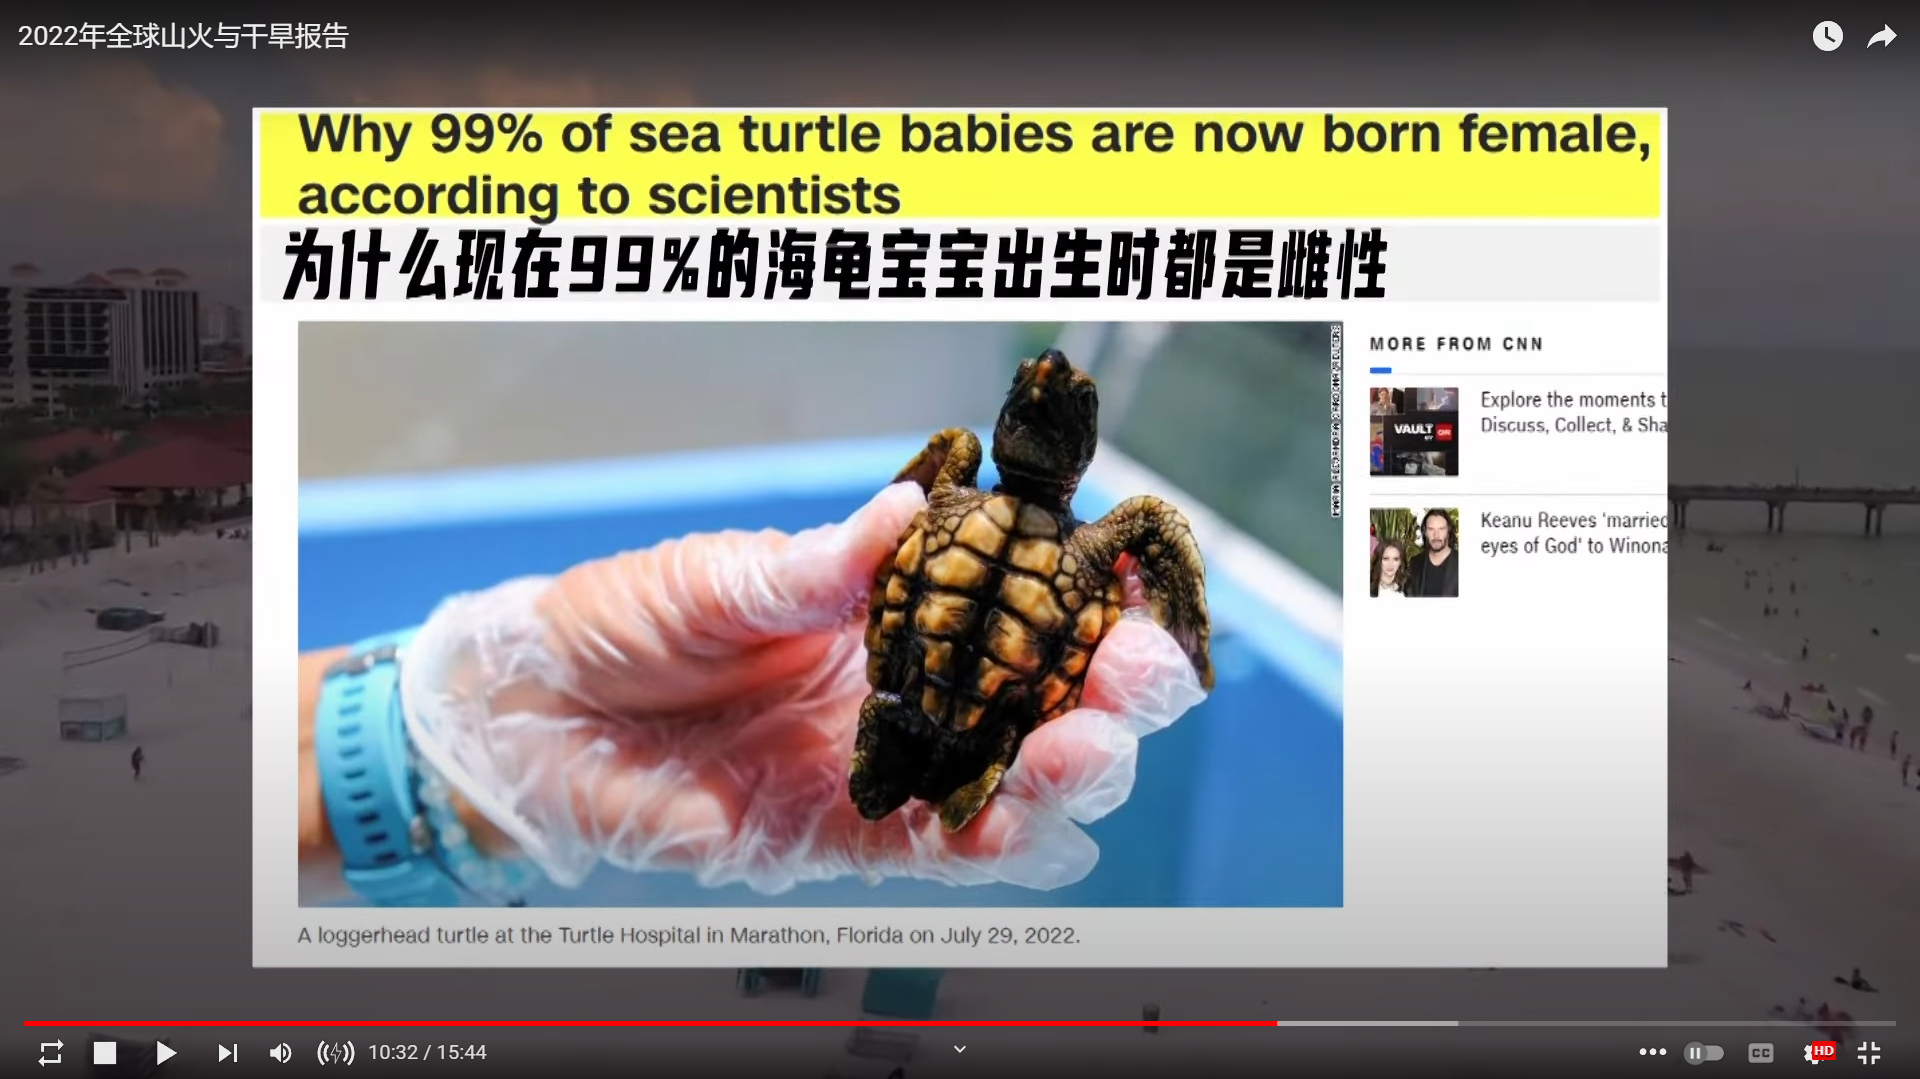 2022年全球山火与干旱报告
Why 99% of sea turtle babies are now born female,
according to scientists
为什么现在99%的海龟宝宝出生时都是雌性
MORE FROM CNN
Explore the moments t
Discuss, Collect, & Sha
VAULT
BY
Keanu Reeves 'married
eyes of God' to Winona
A loggerhead turtle at the Turtle Hospital in Marathon, Florida on July 29, 2022.
10:32 / 15:44
CC
HD